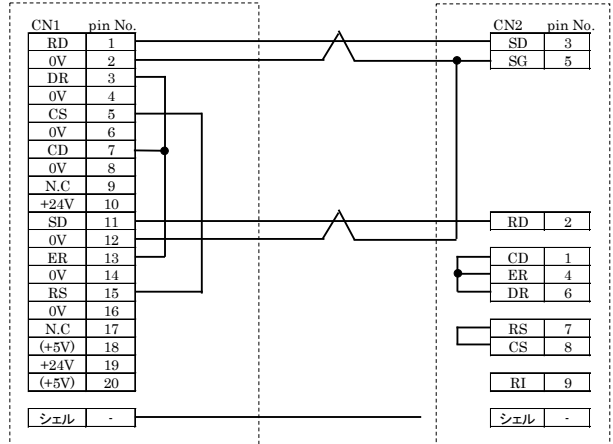 CN1 pin No.
RD 1
0V 2
DR 3
0V 4
CS 5
0V 6
CD 7
0V 8
N.C 9
+24V 10
SD 11
0V 12
ER 13
0V 14
RS 15
0V 16
N.C 17
(+5V) 18
+24V 19
(+5V) 20
シェル -
CN2 pin No.
SD 3
SG 5
RD 2
CD 1
ER 4
DR 6
RS 7
CS 8
RI 9
シェル -